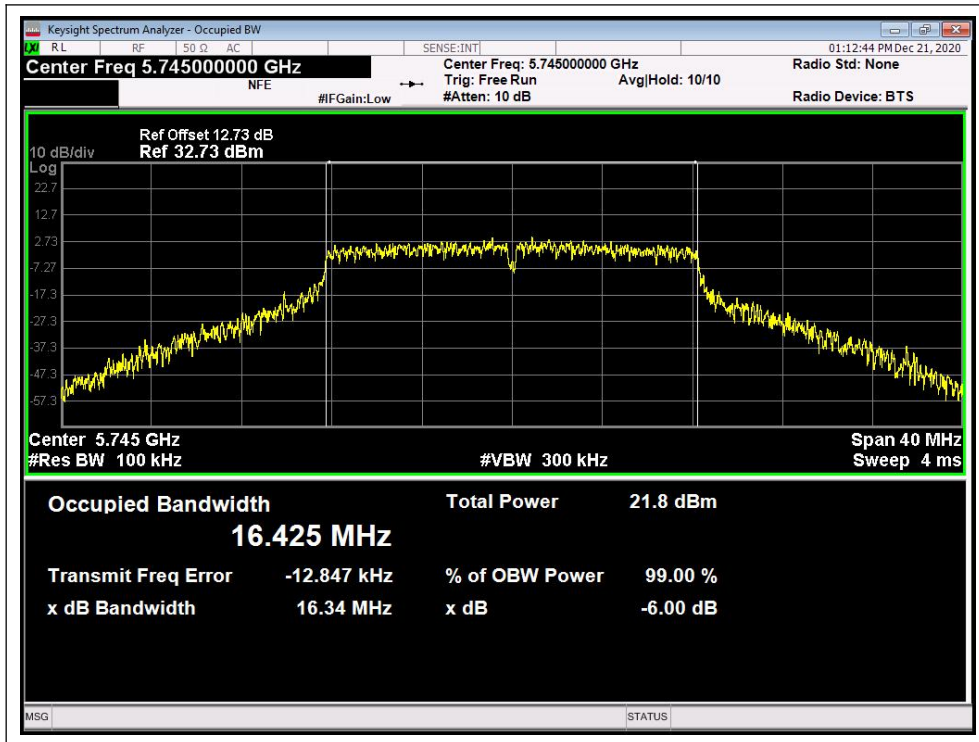 Keysight Spectrum Analyzer - Occupied BW
LXI RL RF 50 Ω AC SENSE:INT 01:12:44 PM Dec 21, 2020
Center Freq 5.745000000 GHz Center Freq: 5.745000000 GHz Radio Std: None
NFE Trig: Free Run Avg|Hold: 10/10
#IFGain:Low #Atten: 10 dB Radio Device: BTS
Ref Offset 12.73 dB
10 dB/div Ref 32.73 dBm
Log
22.7
12.7
2.73
-7.27
-17.3
-27.3
-37.3
-47.3
-57.3
Center 5.745 GHz Span 40 MHz
#Res BW 100 kHz #VBW 300 kHz Sweep 4 ms
Occupied Bandwidth Total Power 21.8 dBm
16.425 MHz
Transmit Freq Error -12.847 kHz % of OBW Power 99.00 %
x dB Bandwidth 16.34 MHz x dB -6.00 dB
MSG STATUS